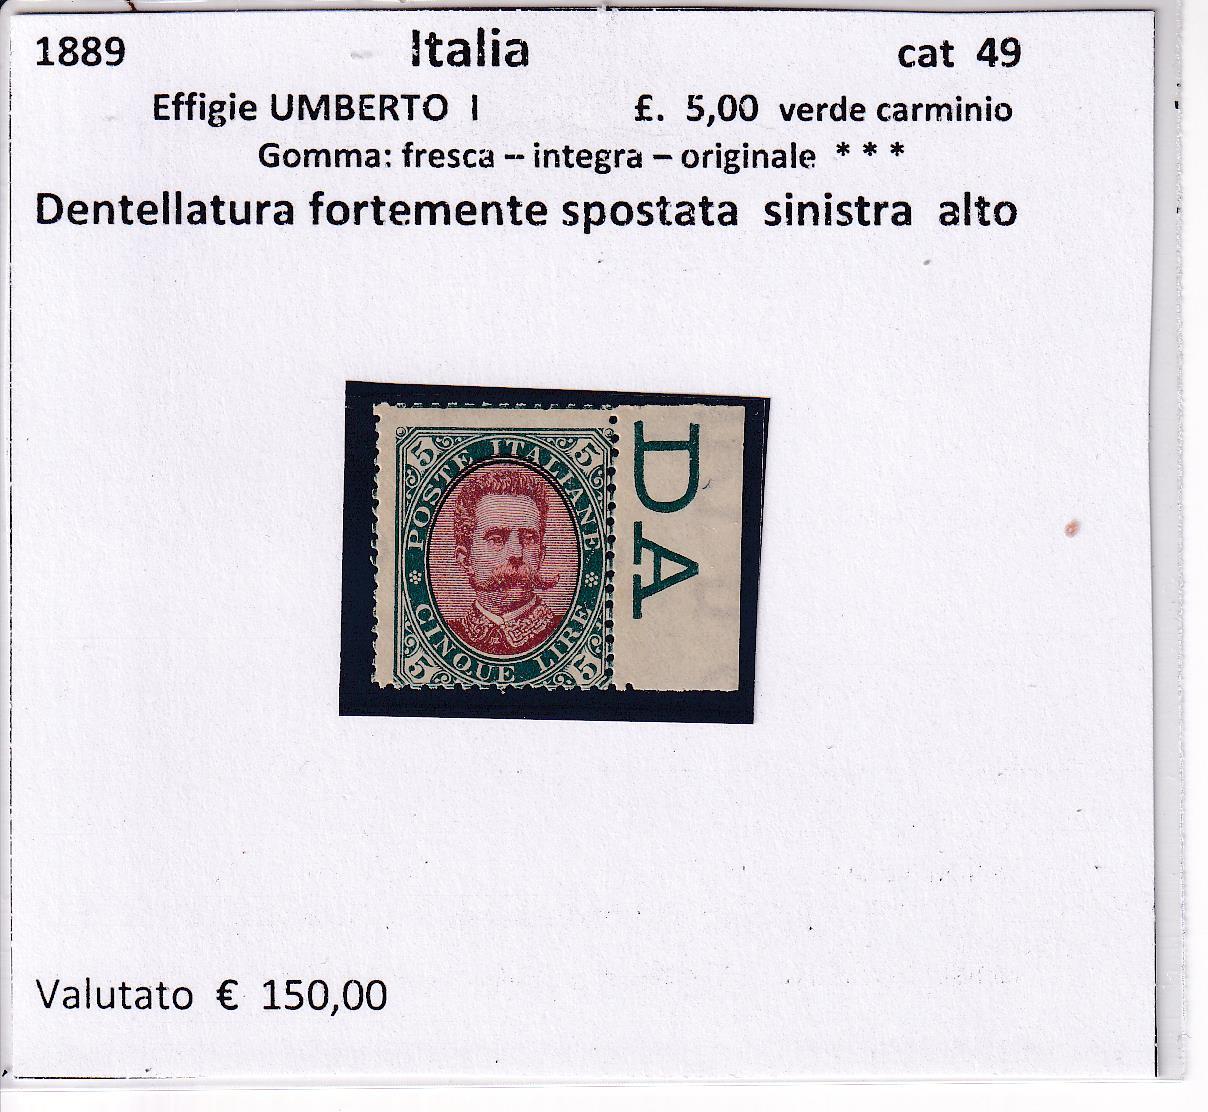 1889 Italia cat 49
Effigie UMBERTO I £. 5,00 verde carminio
Gomma: fresca -- integra – originale * * *
Dentellatura fortemente spostata sinistra alto
5 POSTE ITALIANE 5
5 CINQUE LIRE 5
DA
Valutato € 150,00